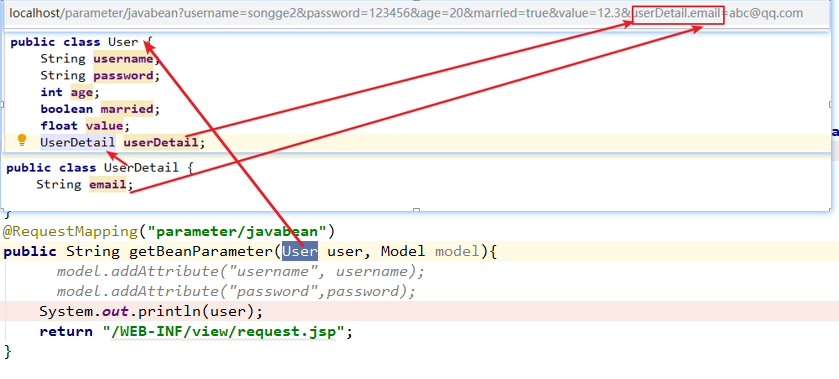 localhost/parameter/javabean?username=songge2&password=123456&age=20&married=true&value=12.3&userDetail.email=abc@qq.com
public class User {
String username;
String password;
int age;
boolean married;
float value;
UserDetail userDetail;
public class UserDetail {
String email;
}
@RequestMapping("parameter/javabean")
public String getBeanParameter(User user, Model model){
model.addAttribute("username", username);
model.addAttribute("password",password);
System.out.println(user);
return "/WEB-INF/view/request.jsp";
}